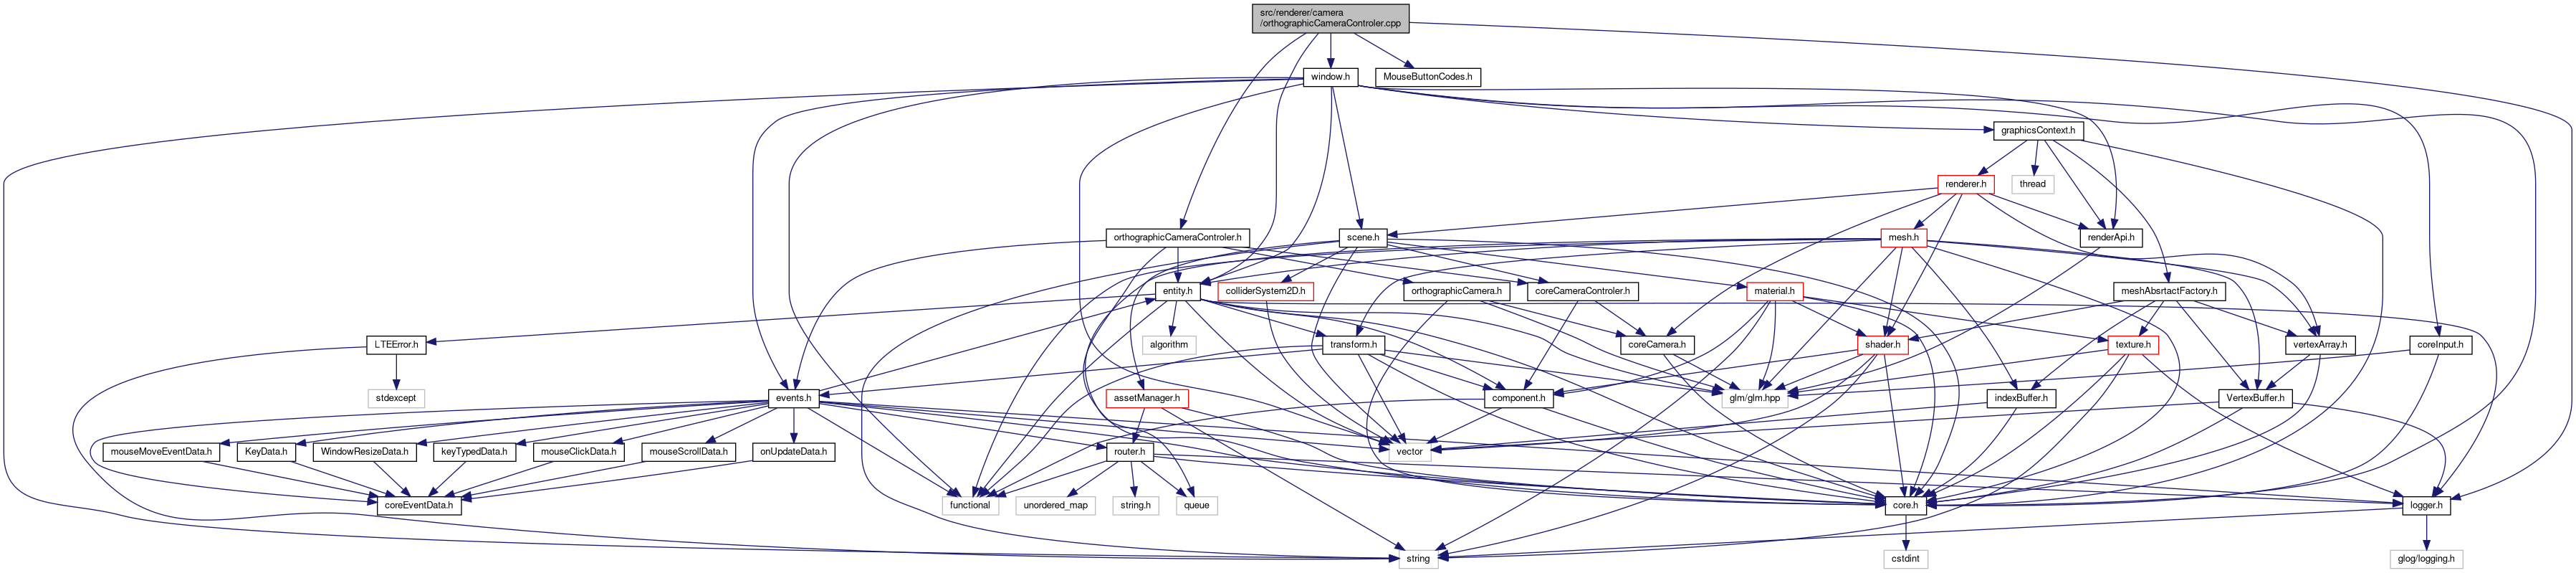 src/renderer/camera
/orthographicCameraControler.cpp
window.h
MouseButtonCodes.h
graphicsContext.h
renderer.h
thread
orthographicCameraControler.h
scene.h
mesh.h
renderApi.h
entity.h
colliderSystem2D.h
orthographicCamera.h
coreCameraControler.h
material.h
meshAbsrtactFactory.h
LTEError.h
algorithm
transform.h
coreCamera.h
shader.h
texture.h
vertexArray.h
coreInput.h
stdexcept
events.h
assetManager.h
glm/glm.hpp
component.h
indexBuffer.h
VertexBuffer.h
mouseMoveEventData.h
KeyData.h
WindowResizeData.h
keyTypedData.h
mouseClickData.h
mouseScrollData.h
onUpdateData.h
router.h
vector
coreEventData.h
functional
unordered_map
string.h
queue
core.h
logger.h
string
cstdint
glog/logging.h